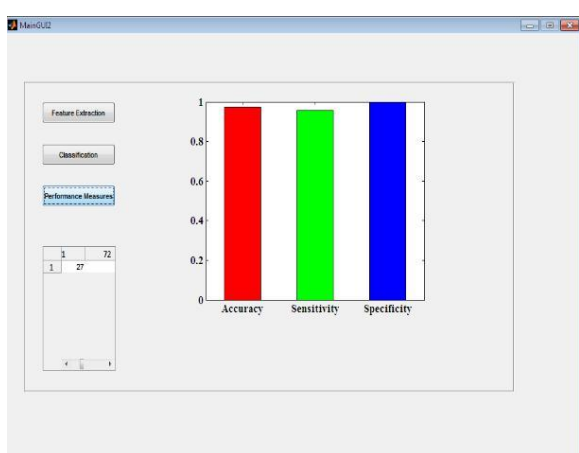 MainGUI2
Feature Extraction
Classification
Performance Measures
1 72
1 27
1
0.8
0.6
0.4
0.2
0
Accuracy Sensitivity Specificity